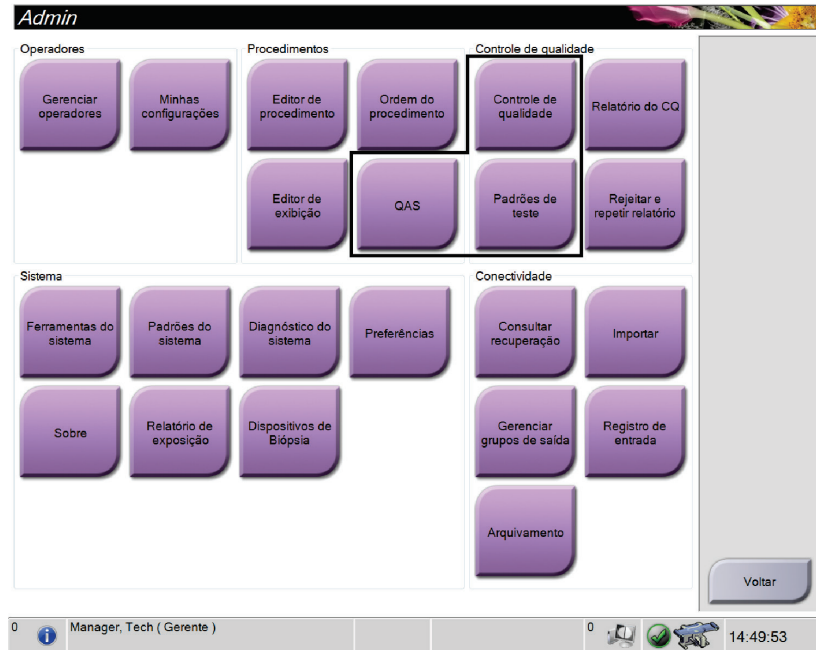 Admin
Operadores
Procedimentos
Controle de qualidade
Gerenciar
operadores
Minhas
configurações
Editor de
procedimento
Ordem do
procedimento
Controle de
qualidade
Relatório do CQ
Editor de
exibição
QAS
Padrões de
teste
Rejeitar e
repetir relatório
Sistema
Conectividade
Ferramentas do
sistema
Padrões do
sistema
Diagnóstico do
sistema
Preferências
Consultar
recuperação
Importar
Sobre
Relatório de
exposição
Dispositivos de
Biópsia
Gerenciar
grupos de saída
Registro de
entrada
Arquivamento
Voltar
0
Manager, Tech ( Gerente )
0
14:49:53